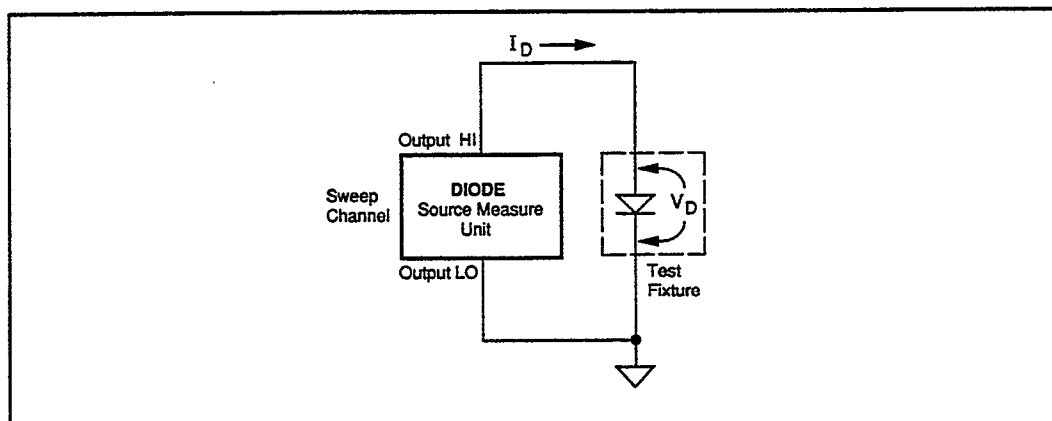 I_D
Output HI
Sweep
Channel
DIODE
Source Measure
Unit
Output LO
V_D
Test
Fixture